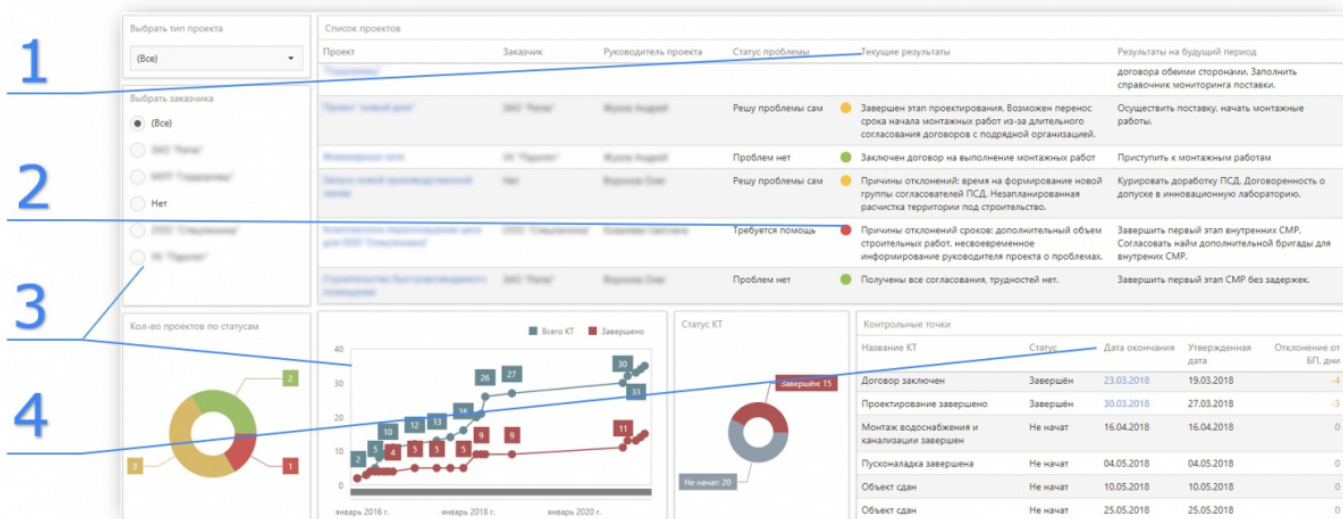 1
2
3
4
Выбрать тип проекта
(Все)
Выбрать заказчика
(Все)
Нет
Список проектов
Проект Заказчик Руководитель проекта Статус проблемы Текущие результаты Результаты на будущий период
договора обеими сторонами. Заполнить
справочник мониторинга поставки.
Решу проблемы сам
Завершен этап проектирования. Возможен перенос
срока начала монтажных работ из-за длительного
согласования договоров с подрядной организацией.
Осуществить поставку, начать монтажные
работы.
Проблем нет
Заключен договор на выполнение монтажных работ
Приступить к монтажным работам
Решу проблемы сам
Причины отклонений: время на формирование новой
группы согласователей ПСД. Незапланированная
расчистка территории под строительство.
Курировать доработку ПСД. Договоренность о
допуске в инновационную лабораторию.
Требуется помощь
Причины отклонений сроков: дополнительный объем
строительных работ, несвоевременное
информирование руководителя проекта о проблемах.
Завершить первый этап внутренних СМР.
Согласовать найм дополнительной бригады для
внутрених СМР.
Проблем нет
Получены все согласования, трудностей нет.
Завершить первый этап СМР без задержек.
Кол-во проектов по статусам
2
3
1
Всего КТ Завершено
40
30
20
10
0
2 5 10 12 13 16 26 27 30 33
4 5 5 5 9 9 11
январь 2016 г. январь 2018 г. январь 2020 г.
Статус КТ
Завершён: 15
Не начат: 20
Контрольные точки
Название КТ Статус Дата окончания Утвержденная дата Отклонение от БП, дни
Договор заключен Завершён 23.03.2018 19.03.2018 -4
Проектирование завершено Завершён 30.03.2018 27.03.2018 -3
Монтаж водоснабжения и
канализации завершен Не начат 16.04.2018 16.04.2018 0
Пусконаладка завершена Не начат 04.05.2018 04.05.2018 0
Объект сдан Не начат 10.05.2018 10.05.2018 0
Объект сдан Не начат 25.05.2018 25.05.2018 0